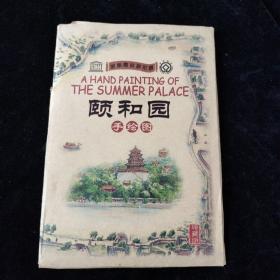 A HAND PAINTING OF
THE SUMMER PALACE
颐和园
手绘图